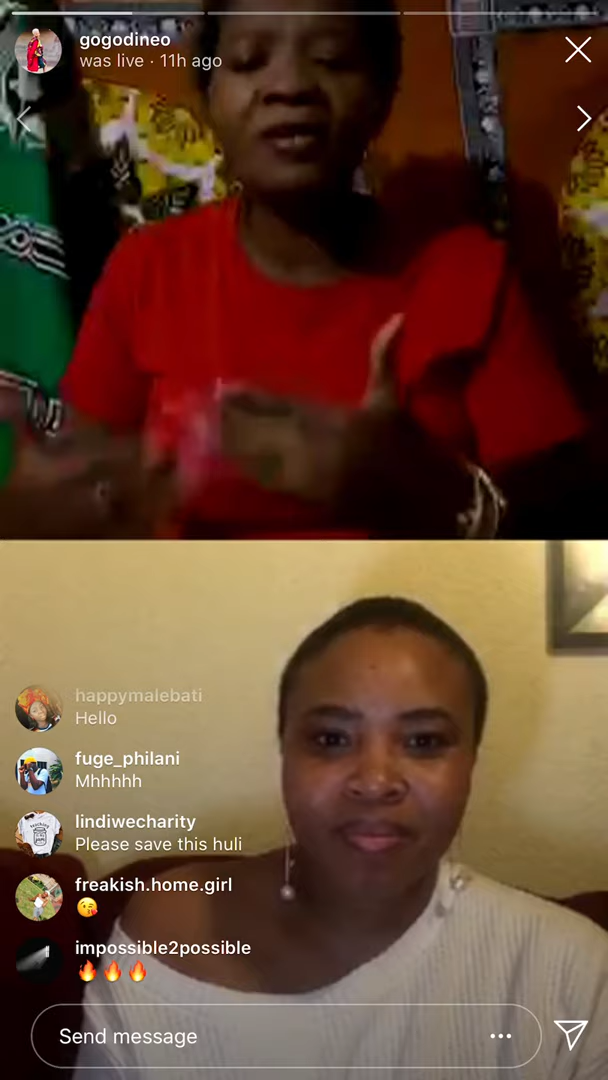 gogodineo
was live · 11h ago
happymalebati
Hello
fuge_philani
Mhhhhh
lindiwecharity
Please save this huli
freakish.home.girl
😘
impossible2possible
🔥🔥🔥
Send message